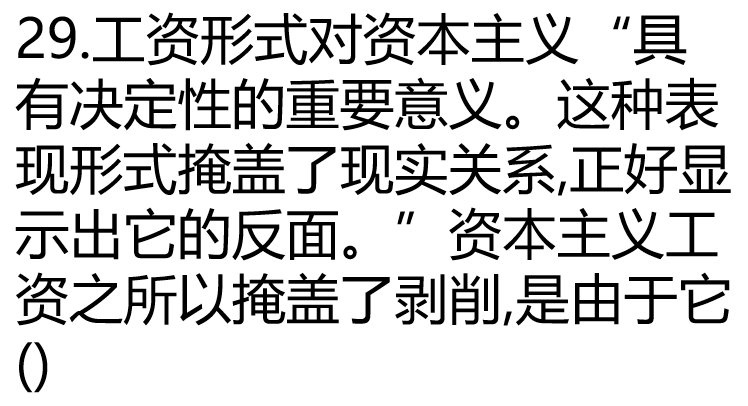 29.工资形式对资本主义“具
有决定性的重要意义。这种表
现形式掩盖了现实关系,正好显
示出它的反面。”资本主义工
资之所以掩盖了剥削,是由于它
()